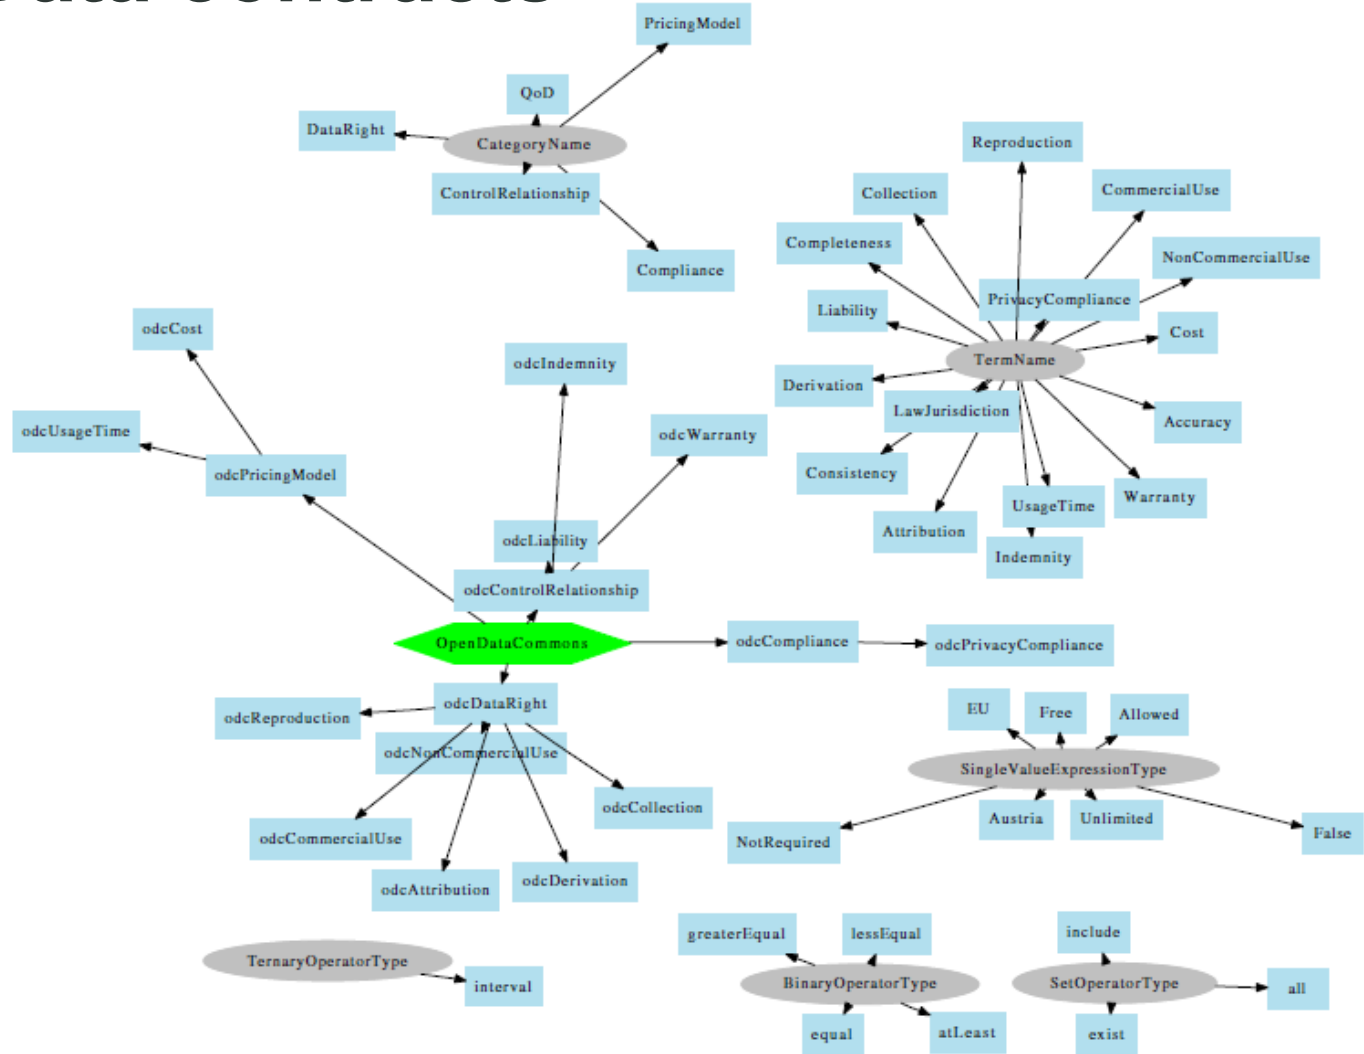 PricingModel
QoD
DataRight
CategoryName
ControlRelationship
Compliance
Reproduction
Collection
CommercialUse
Completeness
NonCommercialUse
PrivacyCompliance
Liability
Cost
TermName
Derivation
LawJurisdiction
Accuracy
Consistency
Warranty
UsageTime
Attribution
Indemnity
odcCost
odcIndemnity
odcUsageTime
odcWarranty
odcPricingModel
odcLiability
odcControlRelationship
OpenDataCommons
odcCompliance
odcPrivacyCompliance
odcDataRight
odcReproduction
odcNonCommercialUse
odcCollection
odcCommercialUse
odcAttribution
odcDerivation
EU
Free
Allowed
SingleValueExpressionType
Austria
Unlimited
NotRequired
False
TernaryOperatorType
interval
greaterEqual
lessEqual
BinaryOperatorType
equal
atLeast
include
SetOperatorType
all
exist